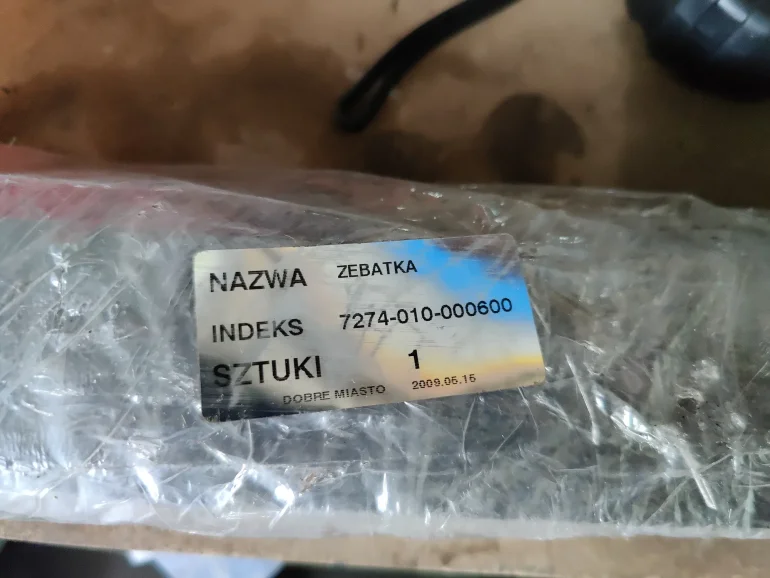 NAZWA ZEBATKA
INDEKS 7274-010-000600
SZTUKI 1
DOBRE MIASTO 2009.05.15